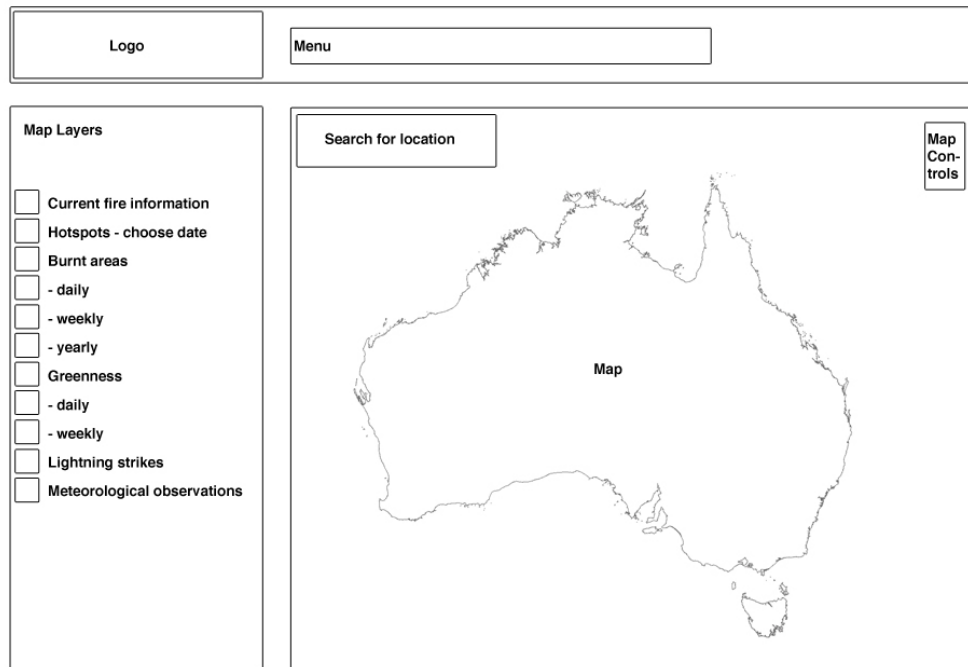 Logo
Menu
Map Layers
Search for location
Map
Con-
trols
Current fire information
Hotspots - choose date
Burnt areas
- daily
- weekly
- yearly
Greenness
- daily
- weekly
Lightning strikes
Meteorological observations
Map